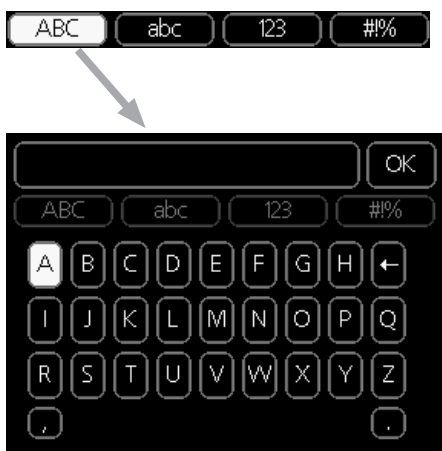 ABC abc 123 #!%
OK
ABC abc 123 #!%
A B C D E F G H ←
I J K L M N O P Q
R S T U V W X Y Z
, .